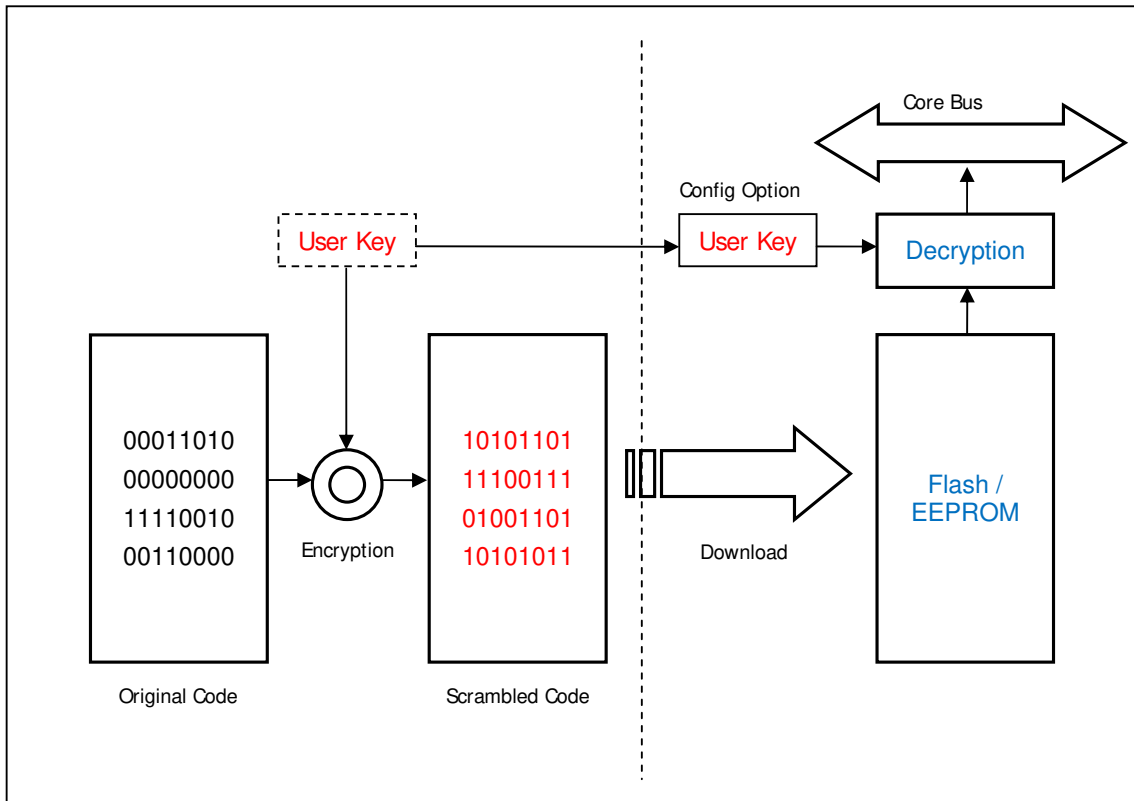 Core Bus
Config Option
User Key
User Key
Decryption
00011010
00000000
11110010
00110000
Encryption
10101101
11100111
01001101
10101011
Download
Flash /
EEPROM
Original Code
Scrambled Code